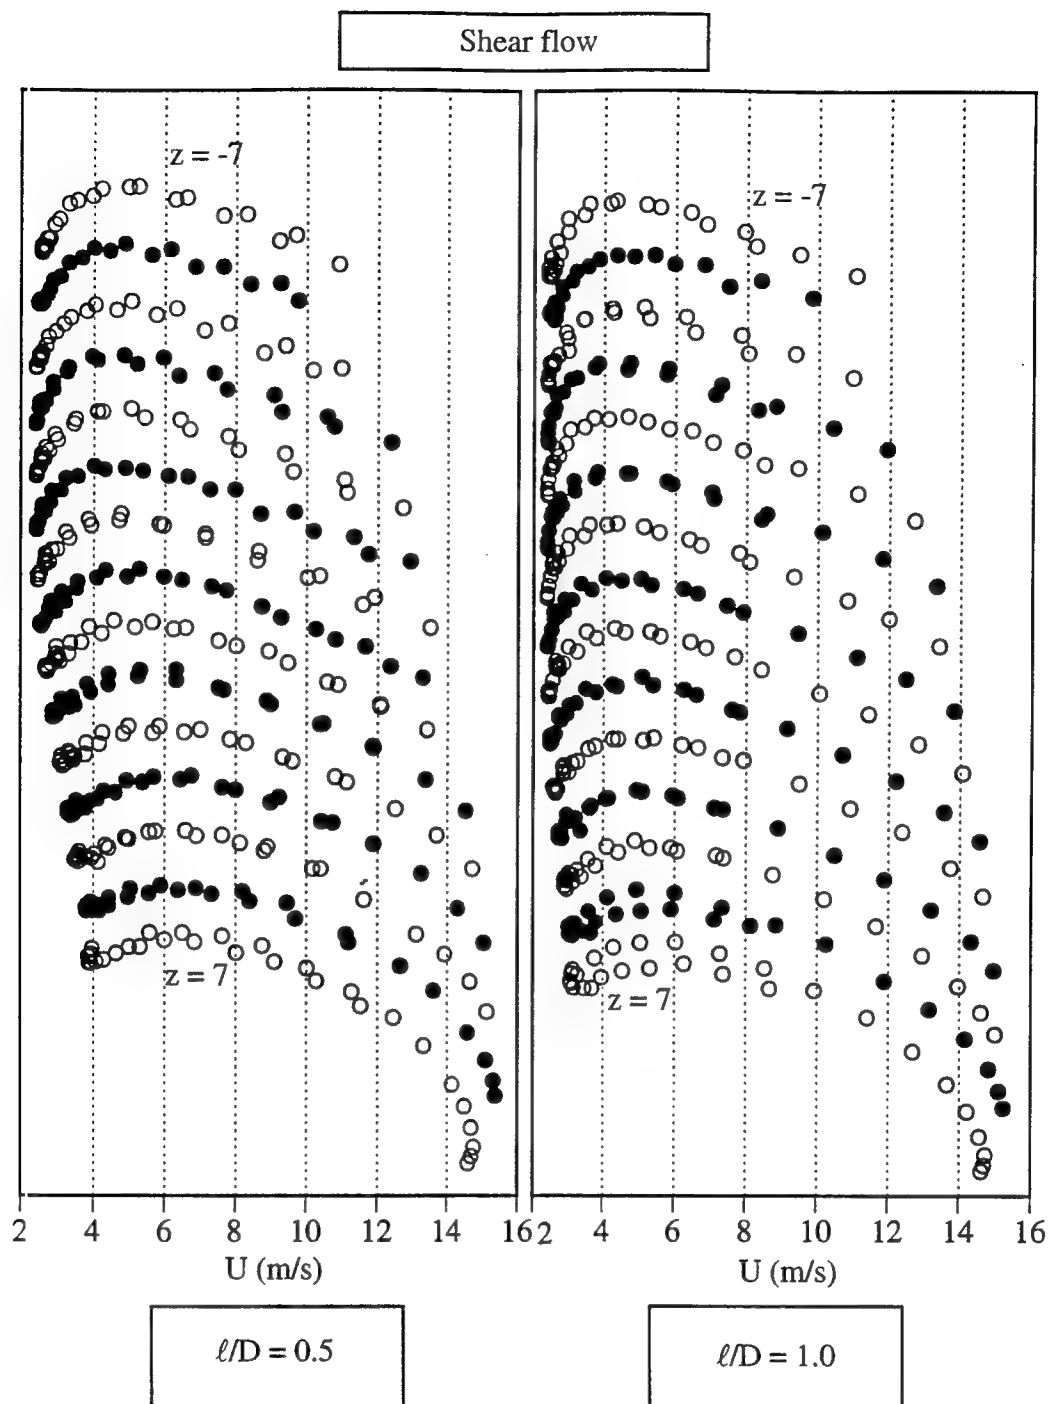 Shear flow
z = -7
z = -7
z = 7
z = 7
2 4 6 8 10 12 14 16 2 4 6 8 10 12 14 16
U (m/s) U (m/s)
ℓ/D = 0.5 ℓ/D = 1.0